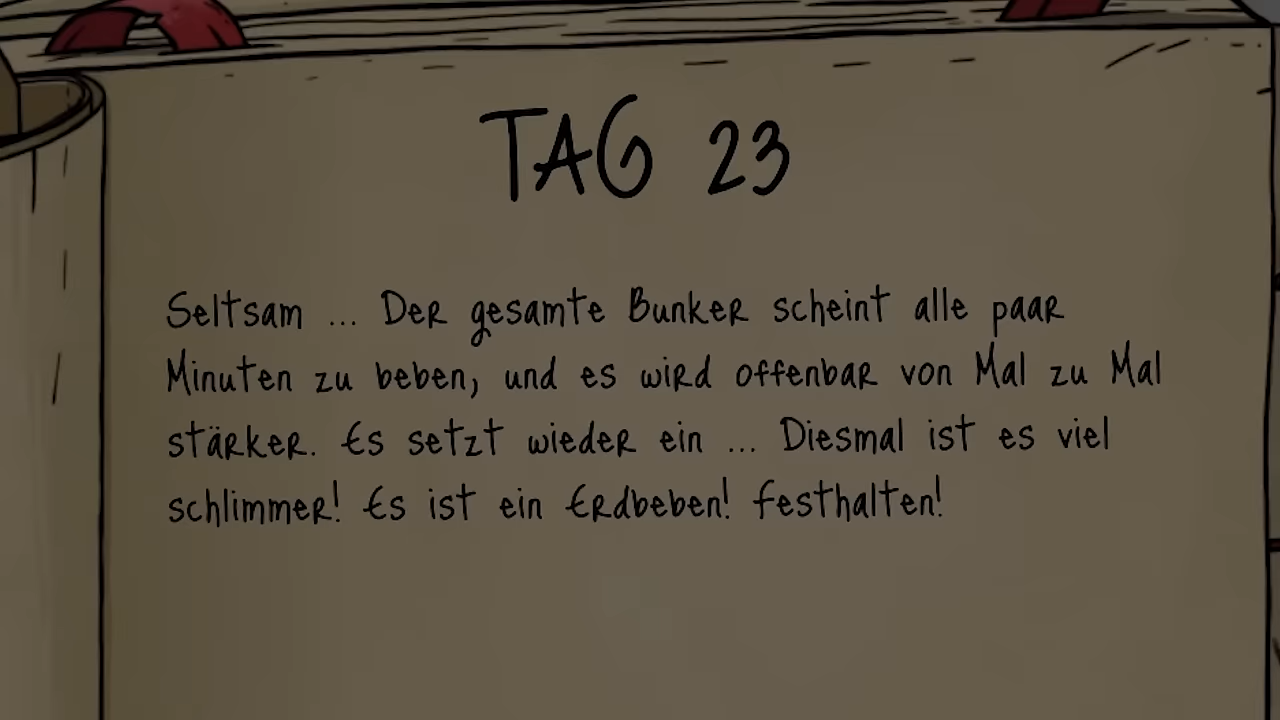 TAG 23
Seltsam ... Der gesamte Bunker scheint alle paar
Minuten zu beben, und es wird offenbar von Mal zu Mal
stärker. Es setzt wieder ein ... Diesmal ist es viel
schlimmer! Es ist ein Erdbeben! Festhalten!